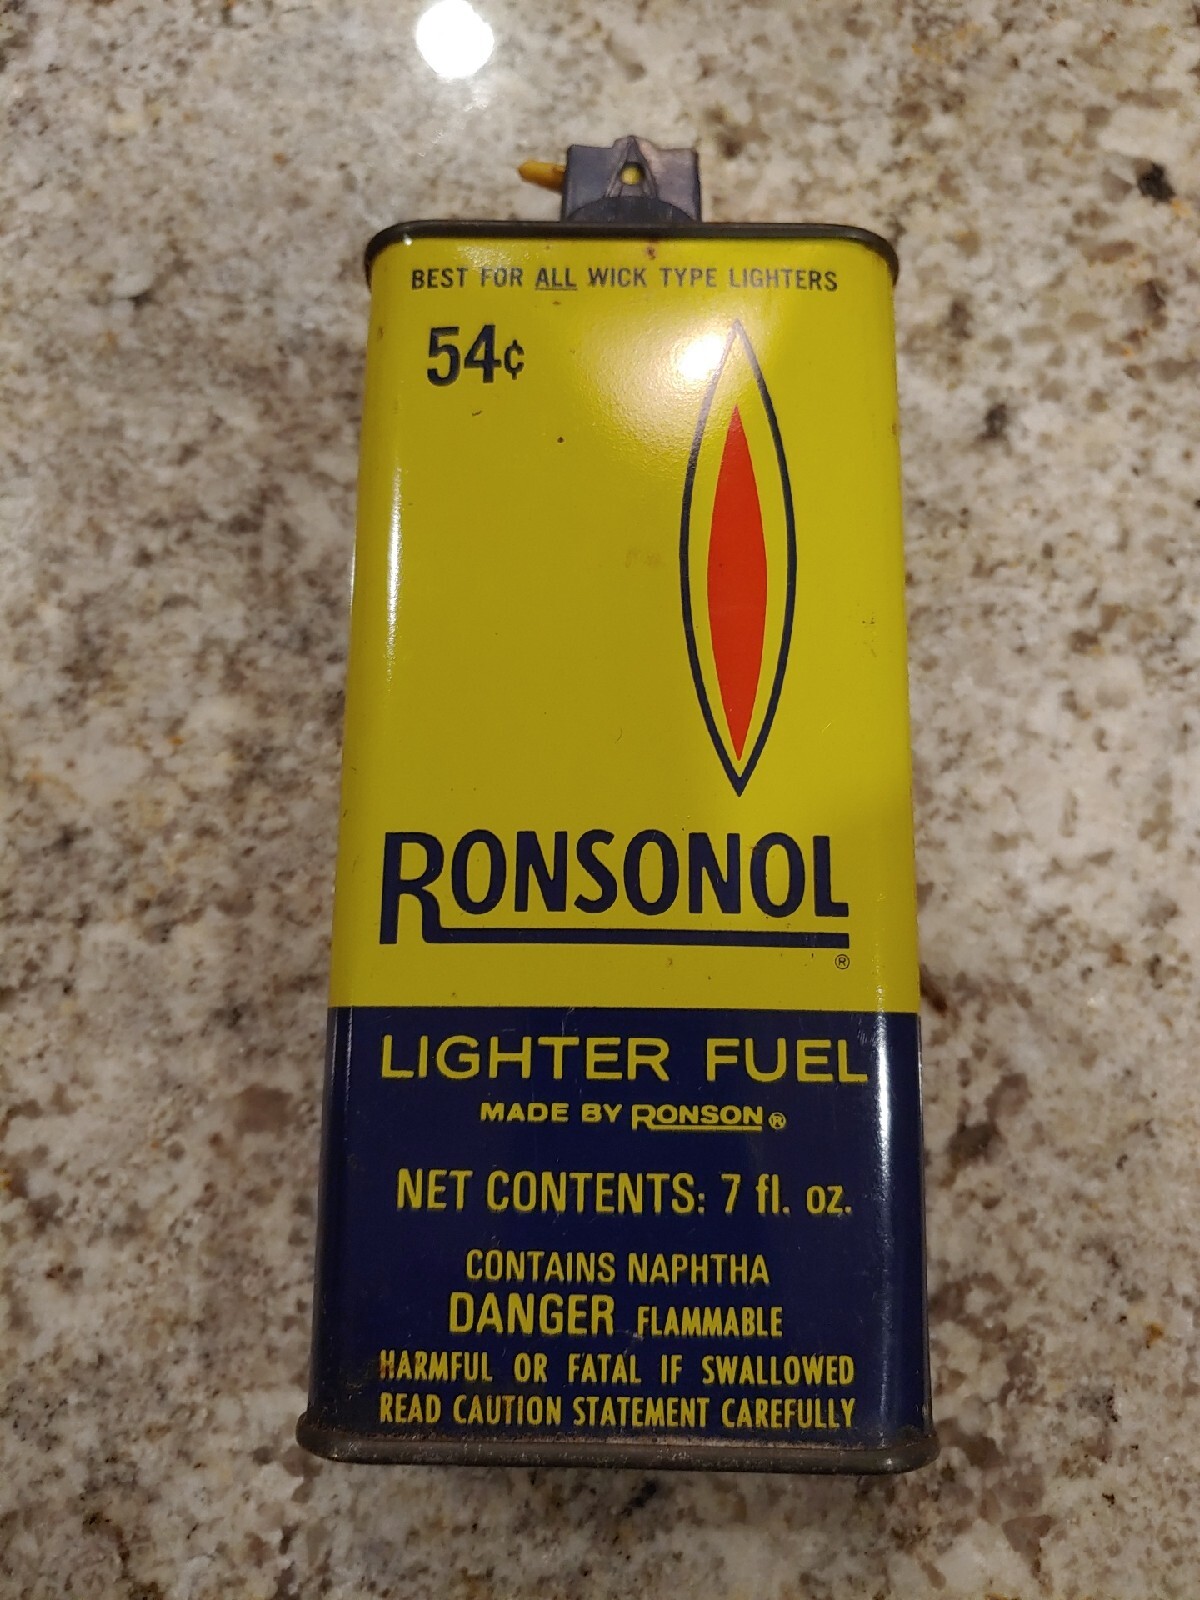 BEST FOR ALL WICK TYPE LIGHTERS
54¢
RONSONOL
®
LIGHTER FUEL
MADE BY RONSON®
NET CONTENTS: 7 fl. oz.
CONTAINS NAPHTHA
DANGER FLAMMABLE
HARMFUL OR FATAL IF SWALLOWED
READ CAUTION STATEMENT CAREFULLY